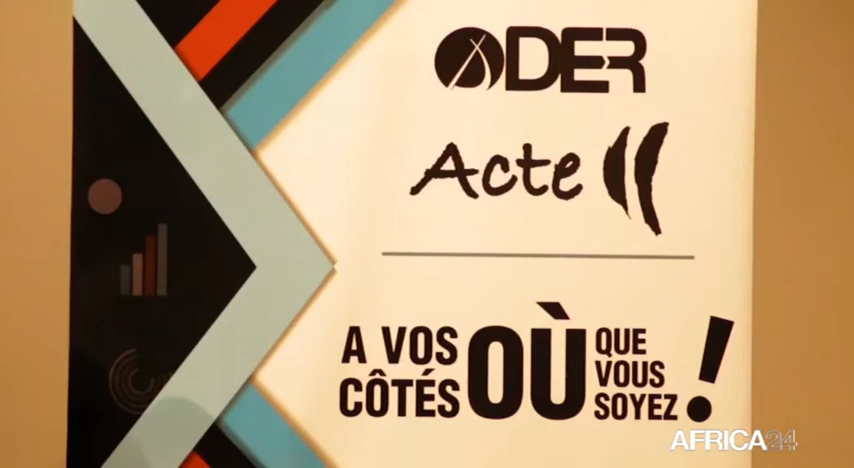 DER
Acte II
A VOS CÔTÉS OÙ QUE VOUS SOYEZ !
AFRICA24